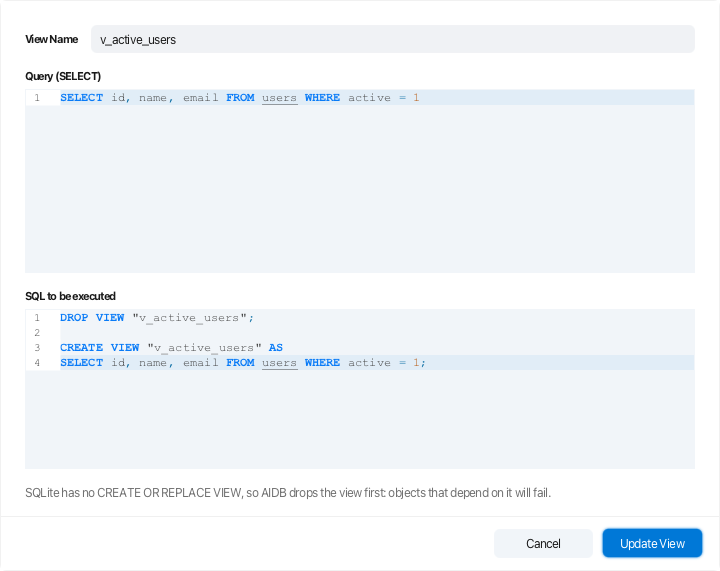 View Name
v_active_users
Query (SELECT)
1 SELECT id, name, email FROM users WHERE active = 1
SQL to be executed
1 DROP VIEW "v_active_users";
2
3 CREATE VIEW "v_active_users" AS
4 SELECT id, name, email FROM users WHERE active = 1;
SQLite has no CREATE OR REPLACE VIEW, so AIDB drops the view first: objects that depend on it will fail.
Cancel Update View